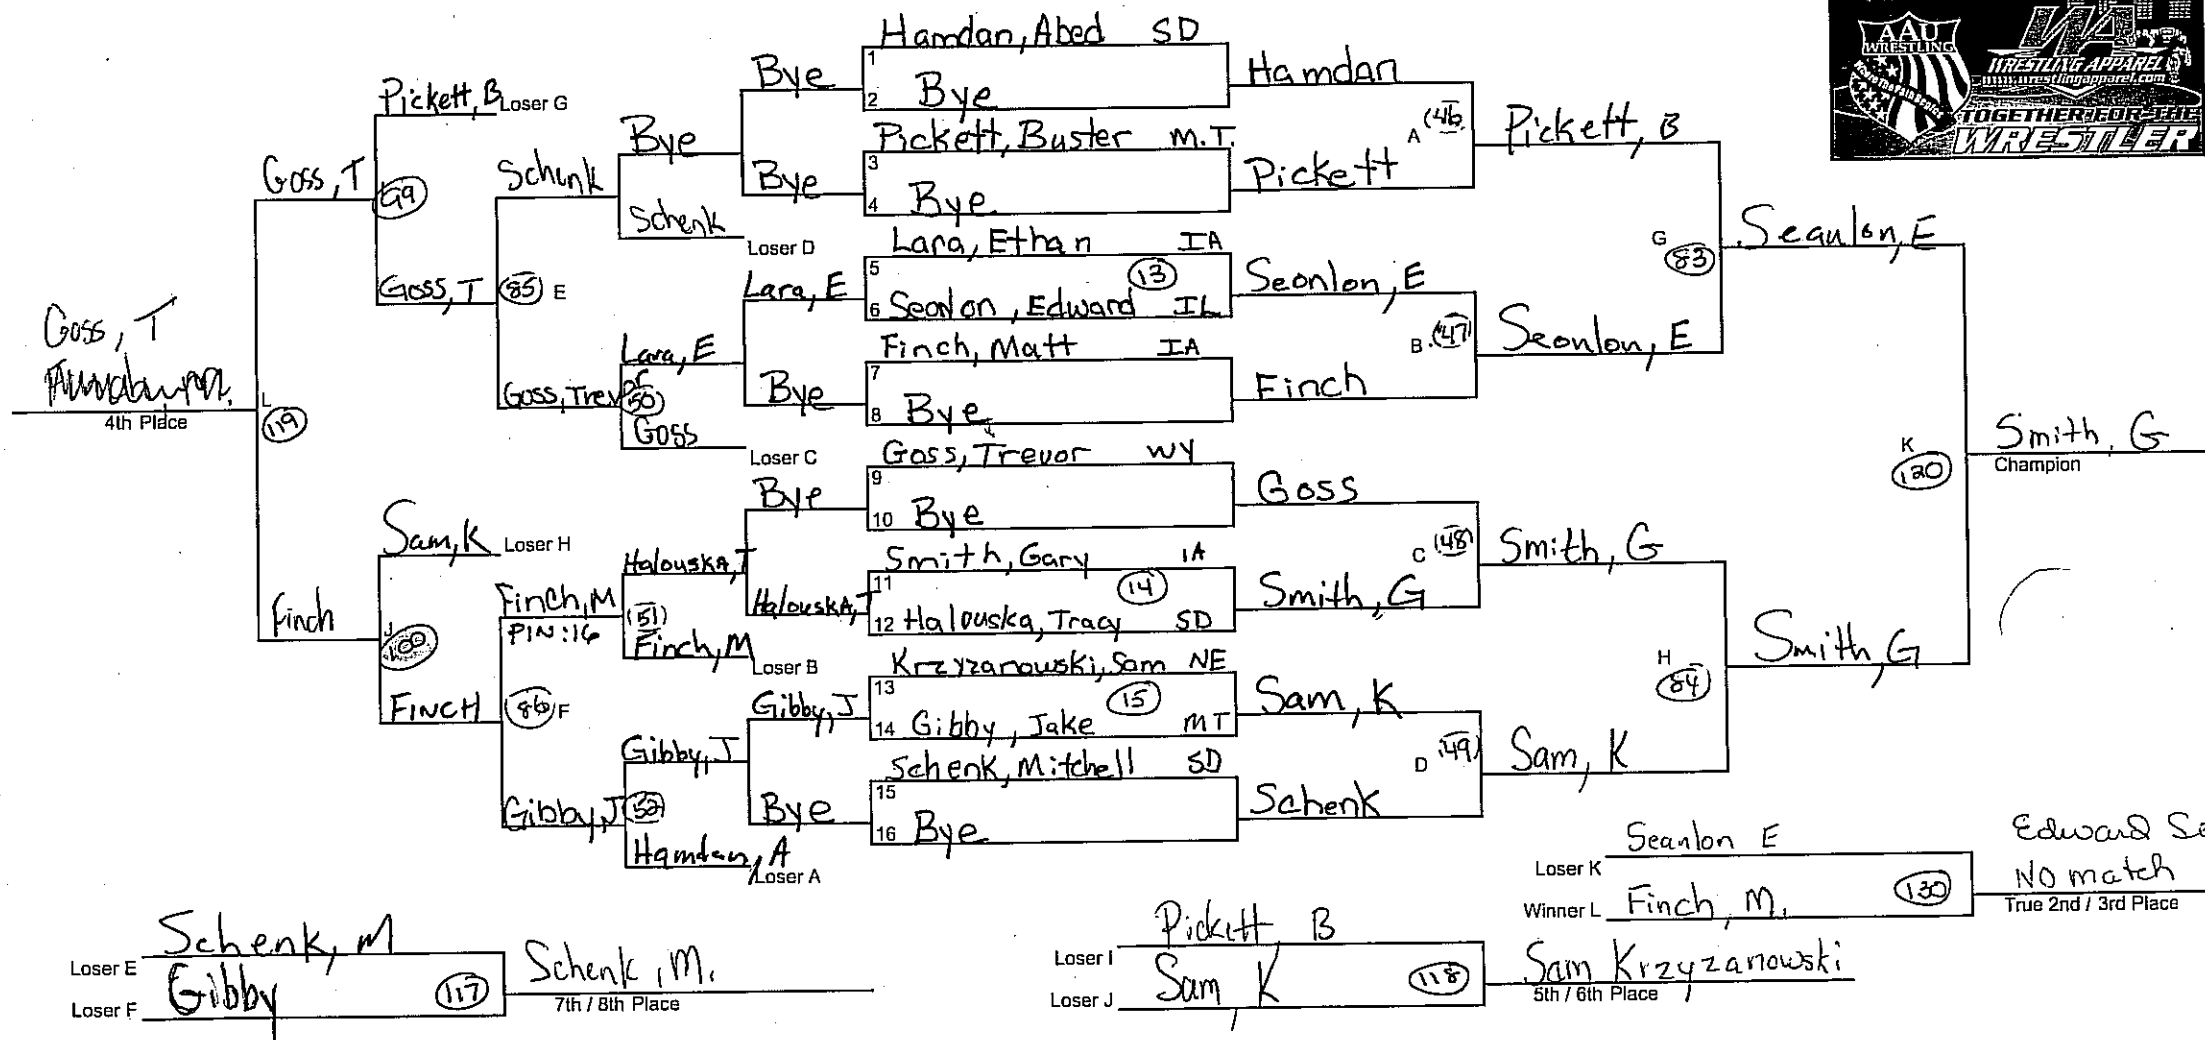 AAU
WRESTLING
WA
WRESTLING APPAREL
wrestlingapparel.com
TOGETHER FOR THE
WRESTLER
Hamdan, Abed SD
1
2 Bye
Pickett, Buster M.T.
3
4 Bye
Lara, Ethan IA
5
13
6 Seonlon, Edward IL
Finch, Matt IA
7
8 Bye
Goss, Trevor WY
9
10 Bye
Smith, Gary IA
11
14
12 Halouska, Tracy SD
Krzyzanowski, Sam NE
13
15
14 Gibby, Jake MT
Schenk, Mitchell SD
15
16 Bye
Hamdan
A 46
Pickett
Seonlon, E
B 47
Finch
Goss
C 48
Smith, G
Sam, K
D 49
Schenk
Pickett, B
G 83
Seonlon, E
Smith, G
H 84
Sam, K
Seanlon, E
K 120
Smith, G
Smith, G
Champion
Bye
Bye
Lara, E
Bye
Bye
Halouska, T
Gibby, J
Bye
Bye
Schenk
Loser D
Lara, E
50
Goss
Loser C
Halouska, T
51
Finch, M
Loser B
Gibby, J
52
Hamdan, A
Loser A
Schenk
85 E
Goss, Trevor
Finch, M
PIN :16
86 F
Gibby, J
Pickett, B Loser G
99
Goss, T
Sam, K Loser H
J
100
FINCH
Goss, T
L
119
Finch
Goss, T
4th Place
Schenk, M
Loser E
Gibby
Loser F
117
Schenk, M.
7th / 8th Place
Pickett B
Loser I
Sam K
Loser J
118
Sam Krzyzanowski
5th / 6th Place
Seanlon E
Loser K
Finch, M.
Winner L
130
Edward Se
NO match
True 2nd / 3rd Place